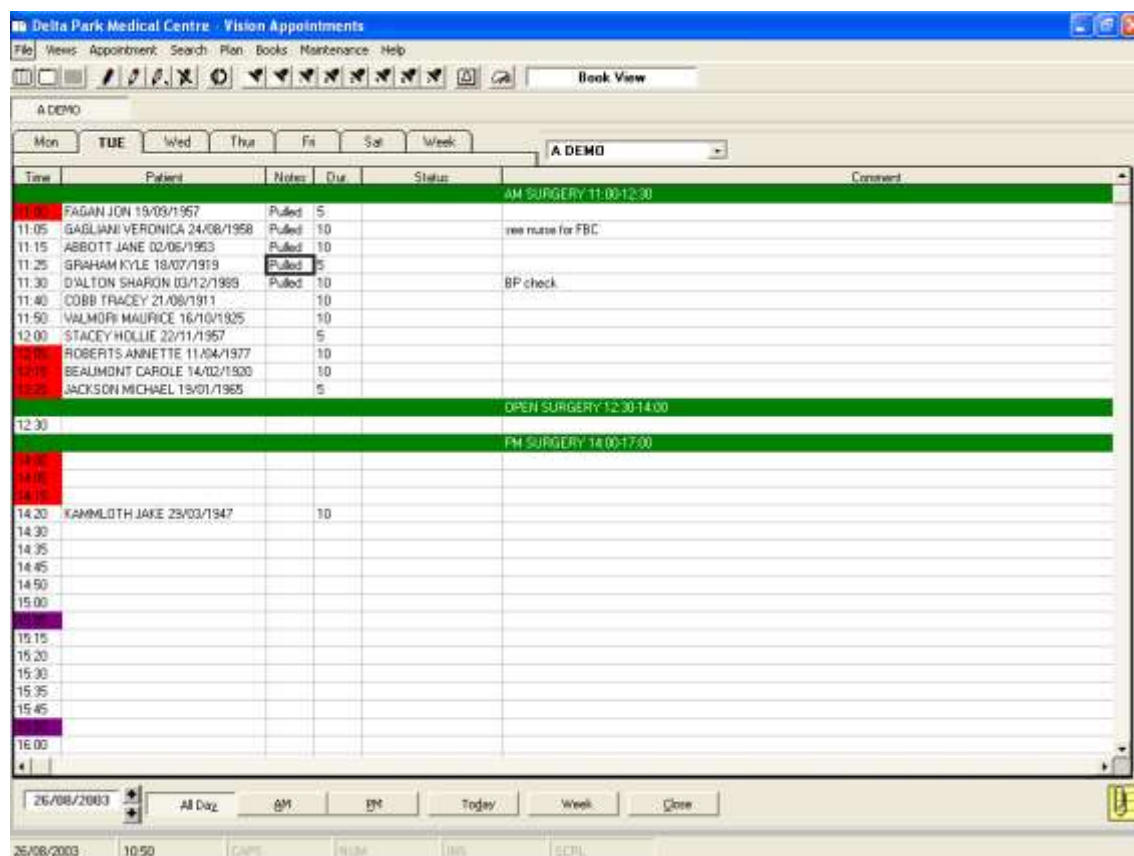 Delta Park Medical Centre - Vision Appointments
File Views Appointment Search Plan Books Maintenance Help
Book View
A DEMO
Mon TUE Wed Thur Fri Sat Week A DEMO
Time Patient Notes Dur. Status Comment
AM SURGERY 11:00-12:30
11:00 FAGAN JON 19/09/1957 Pulled 5
11:05 GAGLIANI VERONICA 24/08/1958 Pulled 10 see nurse for FBC
11:15 ABBOTT JANE 02/06/1953 Pulled 10
11:25 GRAHAM KYLE 18/07/1919 Pulled 5
11:30 D'ALTON SHARON 03/12/1989 Pulled 10 BP check
11:40 COBB TRACEY 21/08/1911 10
11:50 VALMORI MAURICE 16/10/1925 10
12:00 STACEY HOLLIE 22/11/1957 5
12:05 ROBERTS ANNETTE 11/04/1977 10
12:15 BEAUMONT CAROLE 14/02/1920 10
12:25 JACKSON MICHAEL 19/01/1965 5
OPEN SURGERY 12:30-14:00
12:30
PM SURGERY 14:00-17:00
14:05
14:15
14:20 KAMMLOTH JAKE 29/03/1947 10
14:30
14:35
14:45
14:50
15:00
15:15
15:20
15:30
15:35
15:45
16:00
26/08/2003 All Day AM PM Today Week Close
26/08/2003 10:50 CAPS NUM INS SCRL